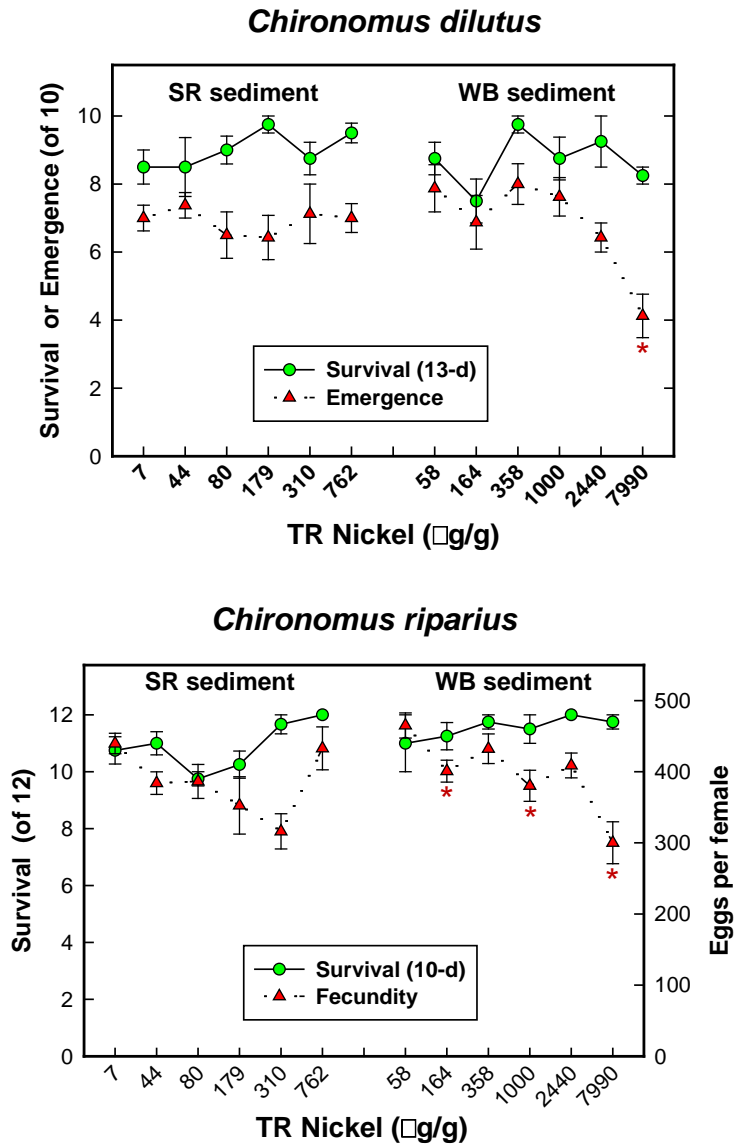 Chironomus dilutus
SR sediment
WB sediment
Survival or Emergence (of 10)
10
8
6
4
2
0
*
Survival (13-d)
Emergence
7 44 80 179 310 762 58 164 358 1000 2440 7990
TR Nickel (□g/g)
Chironomus riparius
SR sediment
WB sediment
Survival (of 12)
12
10
8
6
4
2
0
Eggs per female
500
400
300
200
100
0
* * *
Survival (10-d)
Fecundity
7 44 80 179 310 762 58 164 358 1000 2440 7990
TR Nickel (□g/g)